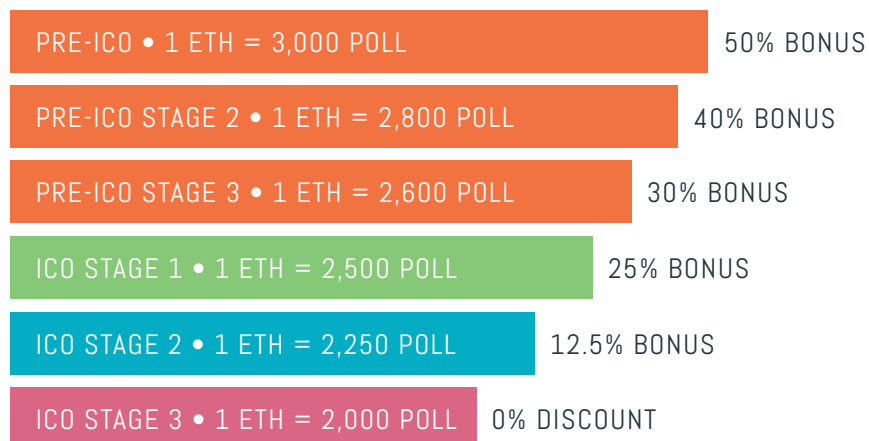 PRE-ICO • 1 ETH = 3,000 POLL 50% BONUS
PRE-ICO STAGE 2 • 1 ETH = 2,800 POLL 40% BONUS
PRE-ICO STAGE 3 • 1 ETH = 2,600 POLL 30% BONUS
ICO STAGE 1 • 1 ETH = 2,500 POLL 25% BONUS
ICO STAGE 2 • 1 ETH = 2,250 POLL 12.5% BONUS
ICO STAGE 3 • 1 ETH = 2,000 POLL 0% DISCOUNT